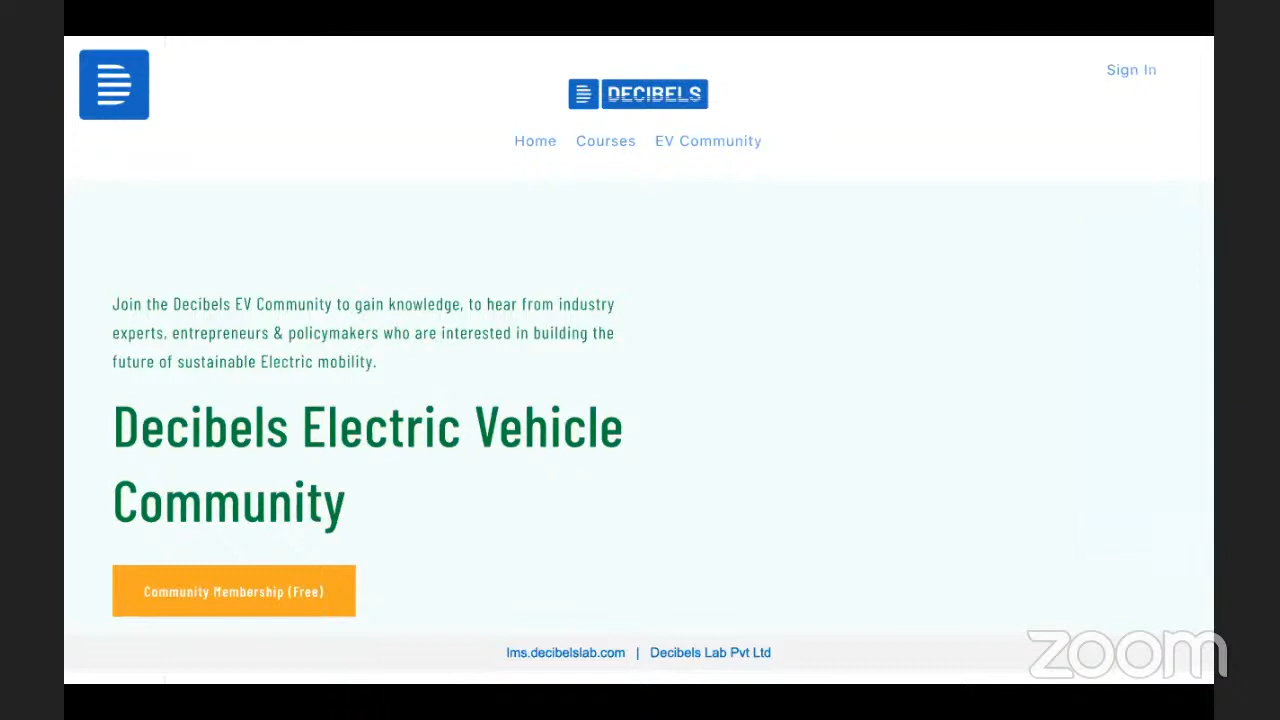 Sign In
DECIBELS
Home Courses EV Community
Join the Decibels EV Community to gain knowledge, to hear from industry
experts, entrepreneurs & policymakers who are interested in building the
future of sustainable Electric mobility.
Decibels Electric Vehicle
Community
Community Membership (Free)
lms.decibelslab.com | Decibels Lab Pvt Ltd
zoom